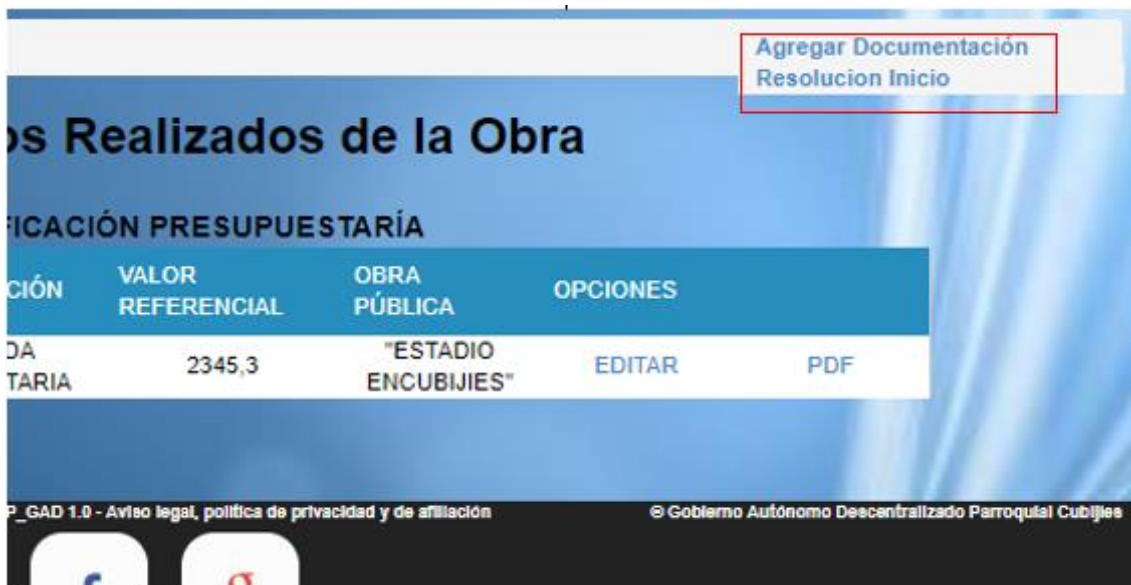 Agregar Documentación
Resolucion Inicio
os Realizados de la Obra
FICACIÓN PRESUPUESTARÍA
CIÓN VALOR REFERENCIAL OBRA PÚBLICA OPCIONES
DA TARIA 2345,3 "ESTADIO ENCUBIJIES" EDITAR PDF
P_GAD 1.0 - Aviso legal, política de privacidad y de afiliación © Gobierno Autónomo Descentralizado Parroquial Cubijies
f g